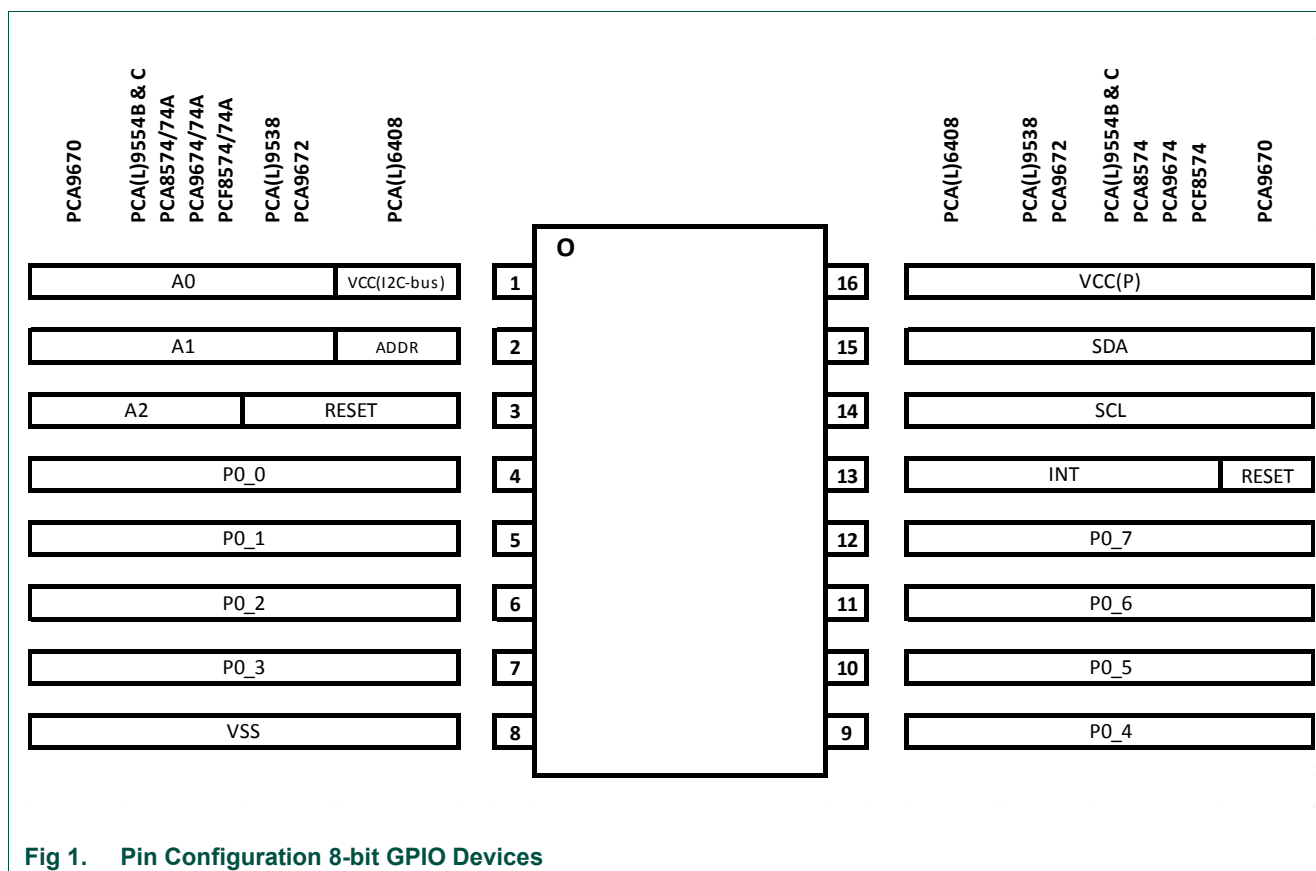 PCA9670
PCA(L)9554B & C
PCA8574/74A
PCA9674/74A
PCF8574/74A
PCA(L)9538
PCA9672
PCA(L)6408
PCA(L)6408
PCA(L)9538
PCA9672
PCA(L)9554B & C
PCA8574
PCA9674
PCF8574
PCA9670
O
A0 VCC(I2C-bus) 1 16 VCC(P)
A1 ADDR 2 15 SDA
A2 RESET 3 14 SCL
P0_0 4 13 INT RESET
P0_1 5 12 P0_7
P0_2 6 11 P0_6
P0_3 7 10 P0_5
VSS 8 9 P0_4
Fig 1. Pin Configuration 8-bit GPIO Devices